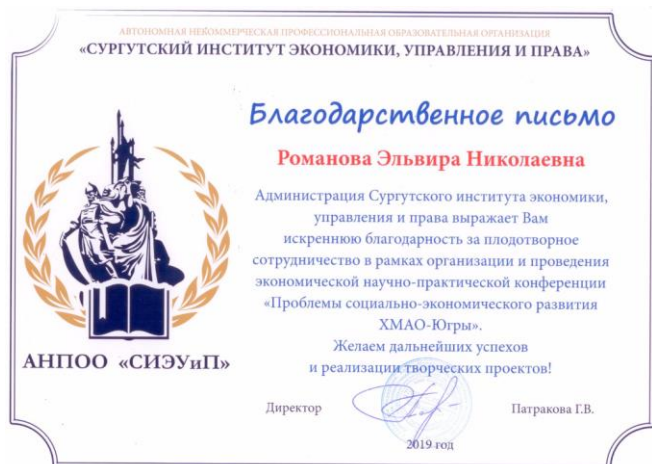 АВТОНОМНАЯ НЕКОММЕРЧЕСКАЯ ПРОФЕССИОНАЛЬНАЯ ОБРАЗОВАТЕЛЬНАЯ ОРГАНИЗАЦИЯ
«СУРГУТСКИЙ ИНСТИТУТ ЭКОНОМИКИ, УПРАВЛЕНИЯ И ПРАВА»
Благодарственное письмо
Романова Эльвира Николаевна
Администрация Сургутского института экономики,
управления и права выражает Вам
искреннюю благодарность за плодотворное
сотрудничество в рамках организации и проведения
экономической научно-практической конференции
«Проблемы социально-экономического развития
ХМАО-Югры».
Желаем дальнейших успехов
и реализации творческих проектов!
АНПОО «СИЭУиП»
Директор
Патракова Г.В.
2019 год